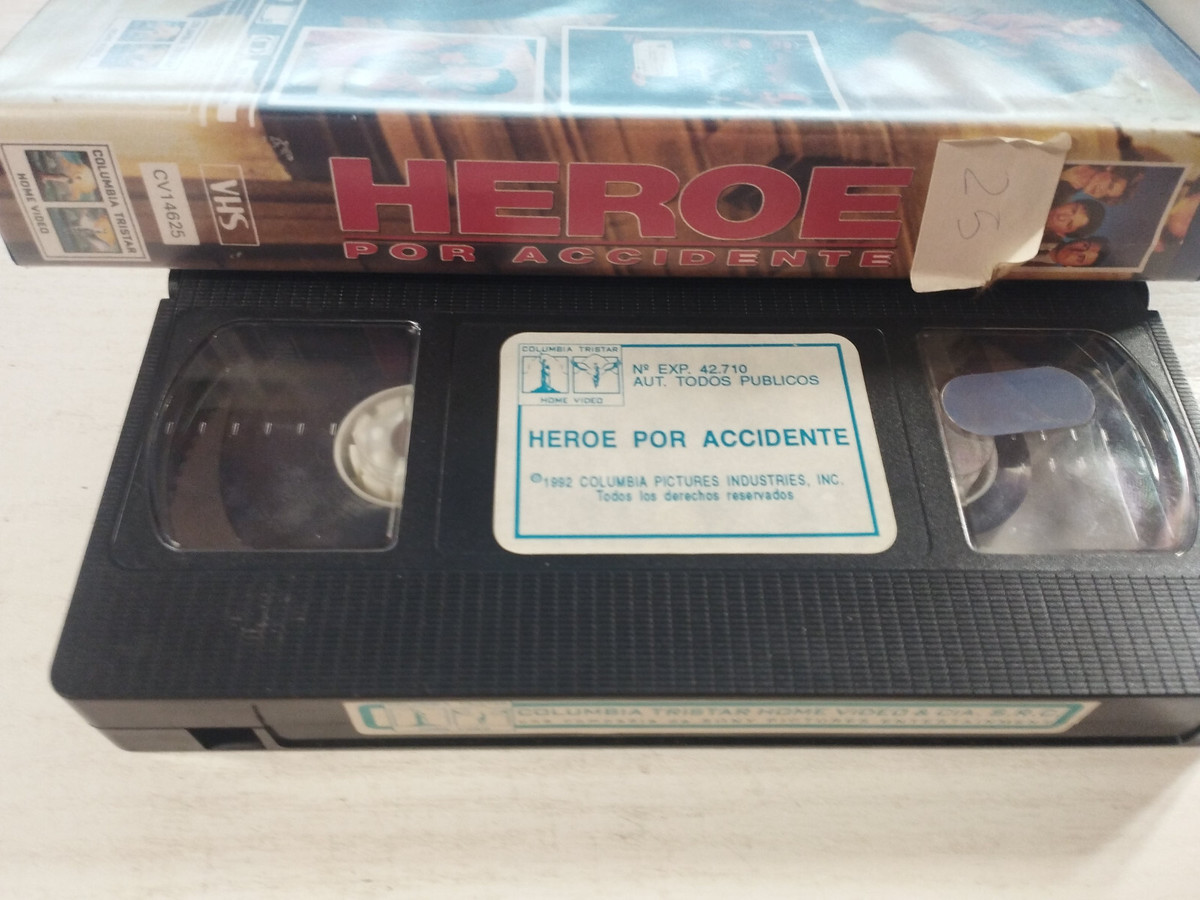 COLUMBIA TRISTAR
HOME VIDEO
CV14625
VHS
HEROE
POR ACCIDENTE
25
COLUMBIA TRISTAR
HOME VIDEO
Nº EXP. 42.710
AUT. TODOS PUBLICOS
HEROE POR ACCIDENTE
©1992 COLUMBIA PICTURES INDUSTRIES, INC.
Todos los derechos reservados
COLUMBIA TRISTAR HOME VIDEO & CIA. S.R.C.